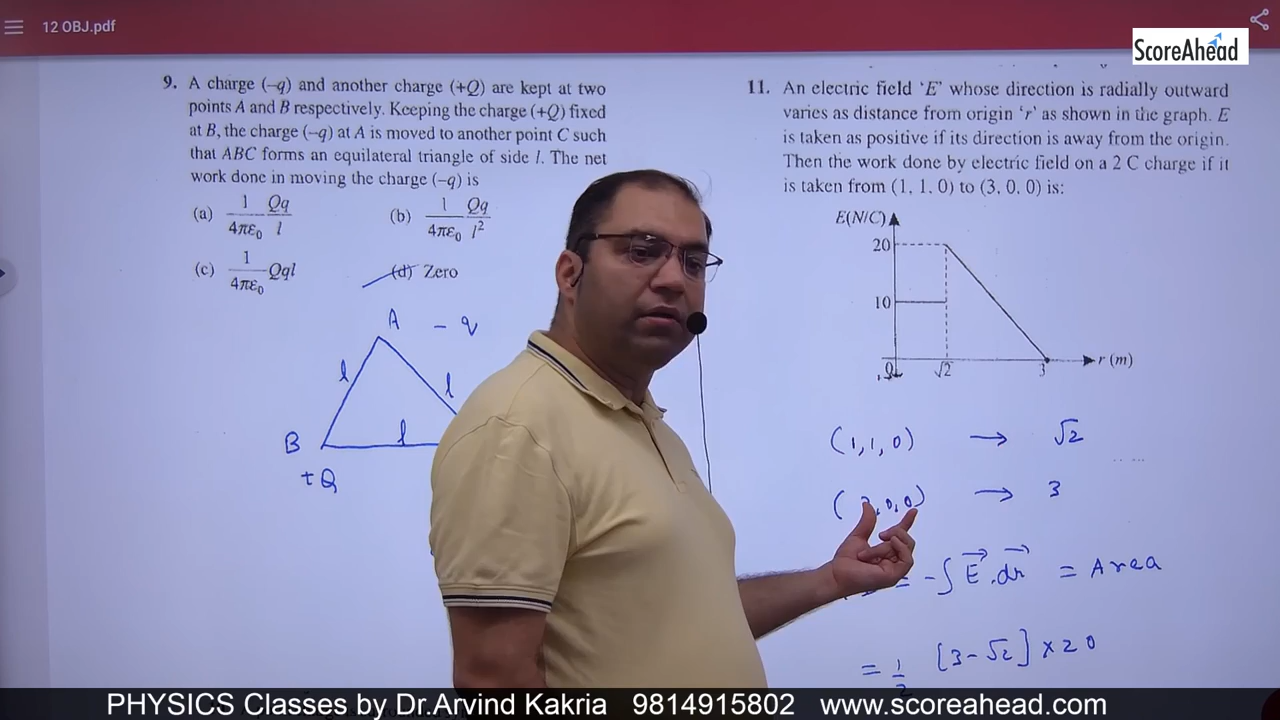 12 OBJ.pdf
ScoreAhead
9. A charge (–q) and another charge (+Q) are kept at two
points A and B respectively. Keeping the charge (+Q) fixed
at B, the charge (–q) at A is moved to another point C such
that ABC forms an equilateral triangle of side l. The net
work done in moving the charge (–q) is
(a) 1/4πε₀ Qq/l (b) 1/4πε₀ Qq/l²
(c) 1/4πε₀ Qql (d) Zero
A – q
l l
B l
+Q
11. An electric field ‘E’ whose direction is radially outward
varies as distance from origin ‘r’ as shown in the graph. E
is taken as positive if its direction is away from the origin.
Then the work done by electric field on a 2 C charge if it
is taken from (1, 1, 0) to (3, 0, 0) is:
E(N/C)
20
10
0 √2 3 r (m)
(1,1,0) → √2
( ,0,0) → 3
= -∫ E⃗ . dr⃗ = Area
= 1/2 [3-√2] × 20
PHYSICS Classes by Dr.Arvind Kakria 9814915802 www.scoreahead.com